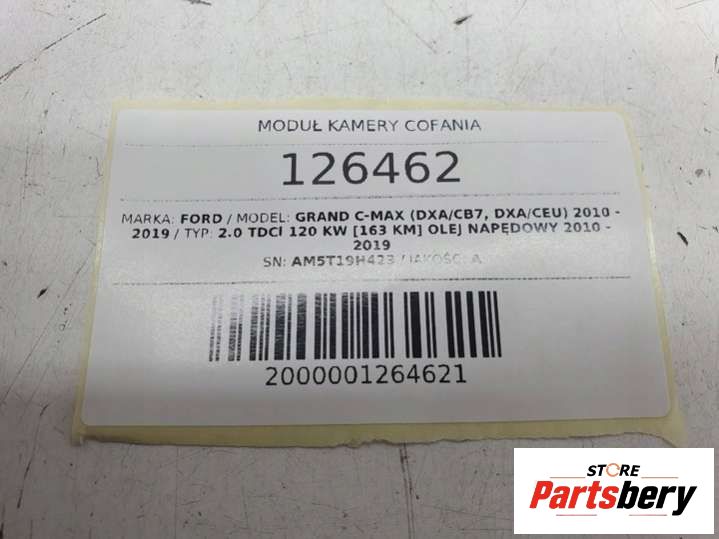 MODUŁ KAMERY COFANIA
126462
MARKA: FORD / MODEL: GRAND C-MAX (DXA/CB7, DXA/CEU) 2010 -
2019 / TYP: 2.0 TDCI 120 KW [163 KM] OLEJ NAPĘDOWY 2010 -
2019
SN: AM5T19H423 / JAKOŚĆ: A
2000001264621
STORE
Partsbery